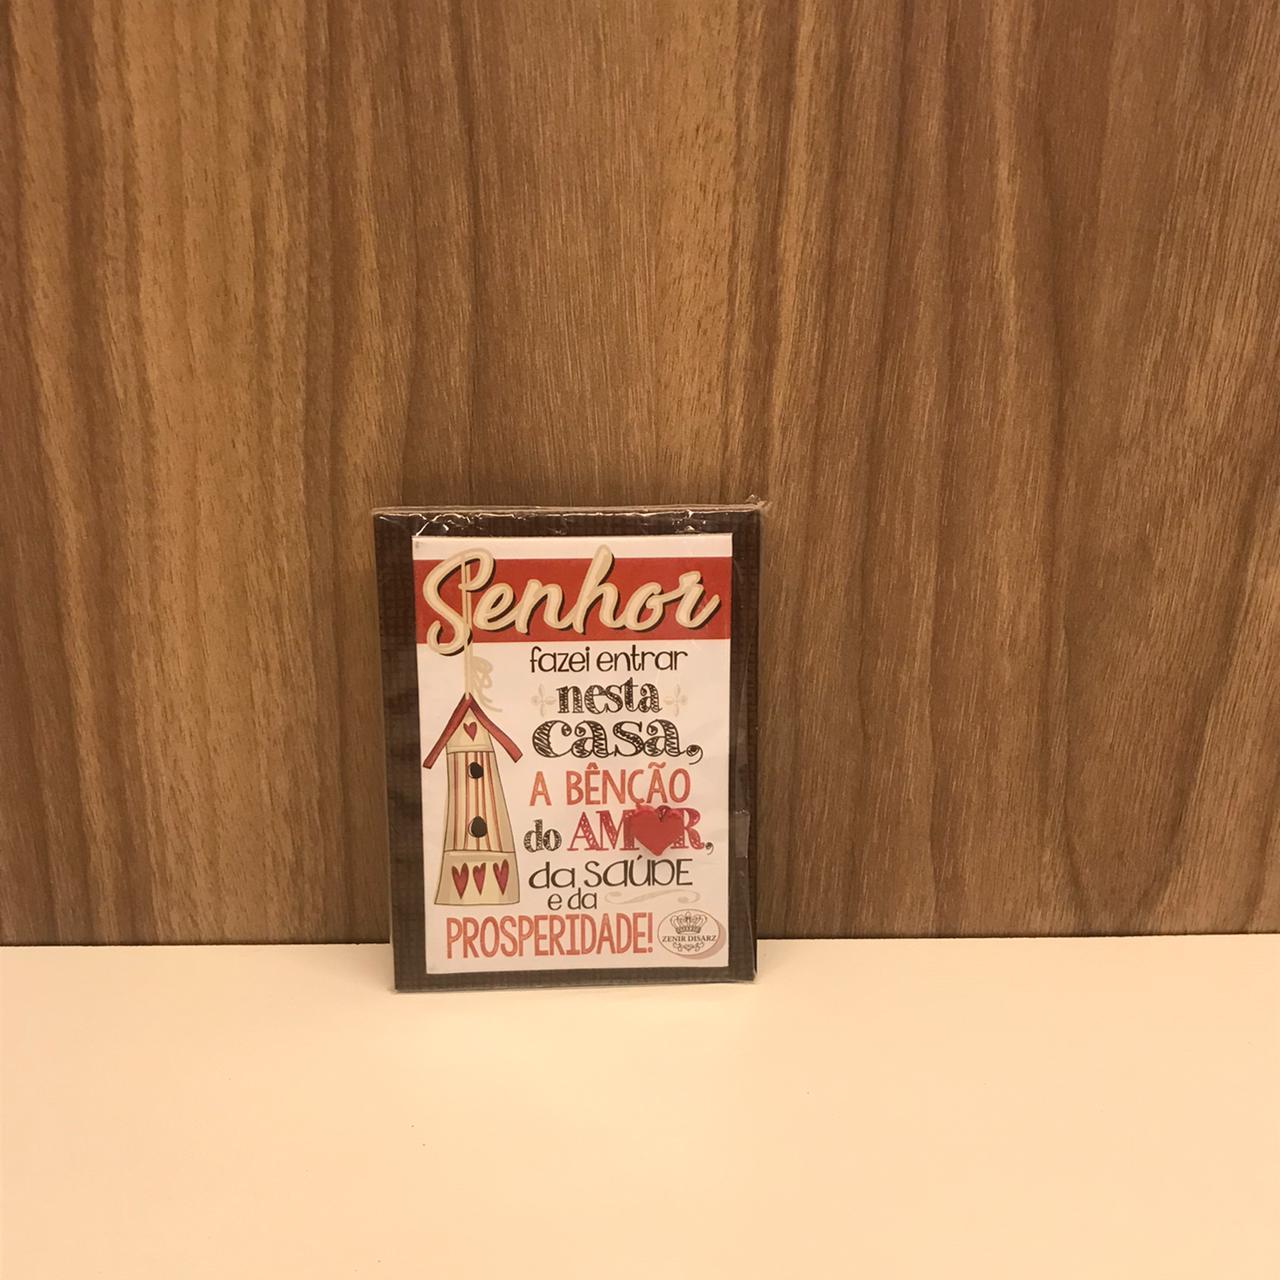 Senhor
fazei entrar
nesta
casa,
A BÊNÇÃO
do AMOR,
da SAÚDE
e da
PROSPERIDADE!
ZENIR DISARZ